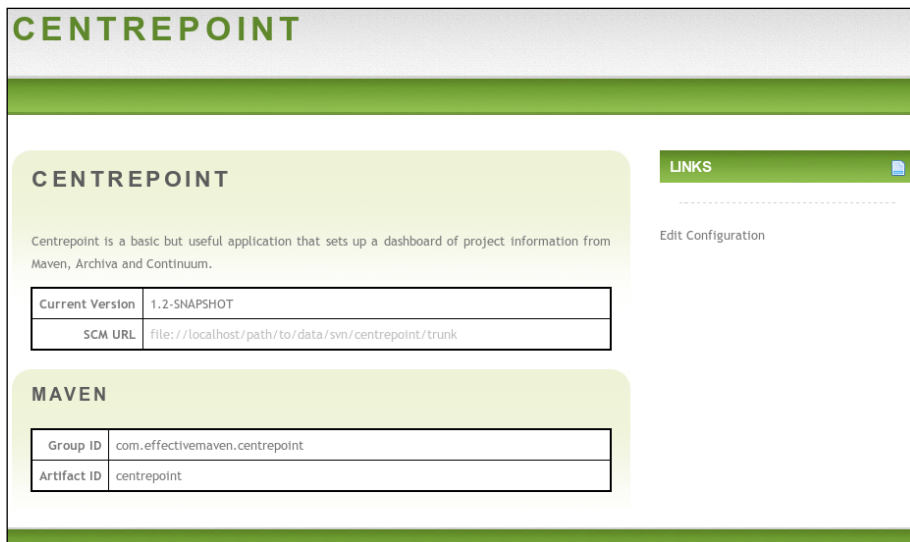 CENTREPOINT
CENTREPOINT
Centrepoint is a basic but useful application that sets up a dashboard of project information from
Maven, Archiva and Continuum.
Current Version 1.2-SNAPSHOT
SCM URL file://localhost/path/to/data/svn/centrepoint/trunk
MAVEN
Group ID com.effectivemaven.centrepoint
Artifact ID centrepoint
LINKS
Edit Configuration